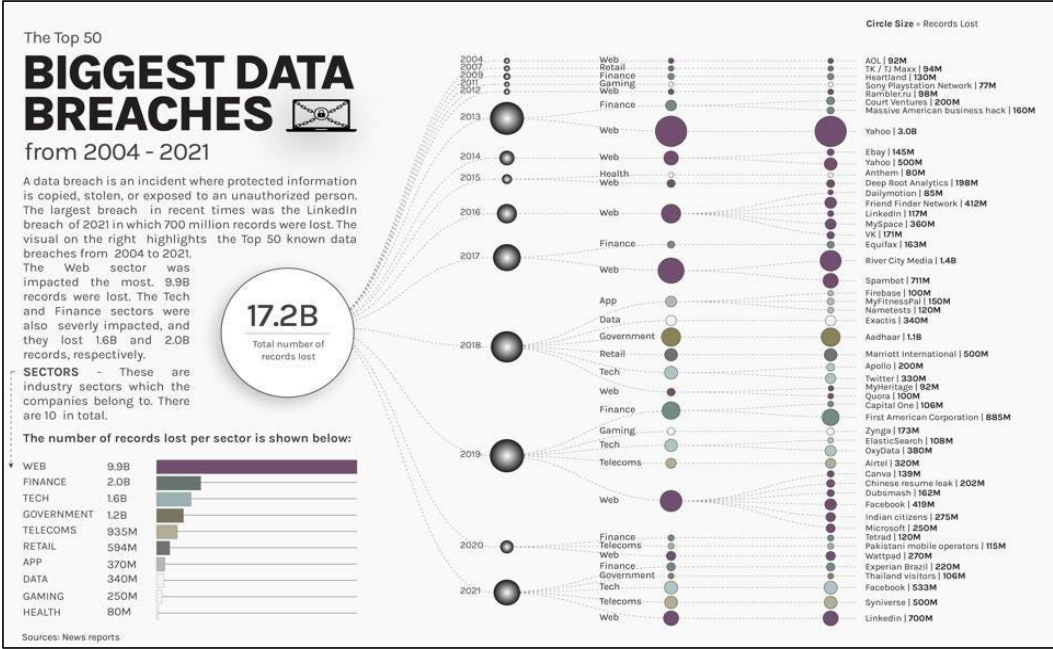 The Top 50
BIGGEST DATA
BREACHES
from 2004 - 2021
A data breach is an incident where protected information
is copied, stolen, or exposed to an unauthorized person.
The largest breach in recent times was the LinkedIn
breach of 2021 in which 700 million records were lost. The
visual on the right highlights the Top 50 known data
breaches from 2004 to 2021.
The Web sector was
impacted the most. 9.9B
records were lost. The Tech
and Finance sectors were
also severly impacted, and
they lost 1.6B and 2.0B
records, respectively.
SECTORS - These are
industry sectors which the
companies belong to. There
are 10 in total.
17.2B
Total number of
records lost
The number of records lost per sector is shown below:
WEB 9.9B
FINANCE 2.0B
TECH 1.6B
GOVERNMENT 1.2B
TELECOMS 935M
RETAIL 594M
APP 370M
DATA 340M
GAMING 250M
HEALTH 80M
Sources: News reports
Circle Size = Records Lost
2004
2007
2009
2011
2012
2013
2014
2015
2016
2017
2018
2019
2020
2021
Web
Retail
Finance
Gaming
Web
Finance
Web
Web
Health
Web
Web
Finance
Web
App
Data
Government
Retail
Tech
Web
Finance
Gaming
Tech
Telecoms
Web
Finance
Telecoms
Web
Finance
Government
Tech
Telecoms
Web
AOL | 92M
TK / TJ Maxx | 94M
Heartland | 130M
Sony Playstation Network | 77M
Rambler.ru | 98M
Court Ventures | 200M
Massive American business hack | 160M
Yahoo | 3.0B
Ebay | 145M
Yahoo | 500M
Anthem | 80M
Deep Root Analytics | 198M
Dailymotion | 85M
Friend Finder Network | 412M
LinkedIn | 117M
MySpace | 360M
VK | 171M
Equifax | 163M
River City Media | 1.4B
Spambot | 711M
Firebase | 100M
MyFitnessPal | 150M
Nametests | 120M
Exactis | 340M
Aadhaar | 1.1B
Marriott International | 500M
Apollo | 200M
Twitter | 330M
MyHeritage | 92M
Quora | 100M
Capital One | 106M
First American Corporation | 885M
Zynga | 173M
ElasticSearch | 108M
OxyData | 380M
Airtel | 320M
Canva | 139M
Chinese resume leak | 202M
Dubsmash | 162M
Facebook | 419M
Indian citizens | 275M
Microsoft | 250M
Tetrad | 120M
Pakistani mobile operators | 115M
Wattpad | 270M
Experian Brazil | 220M
Thailand visitors | 106M
Facebook | 533M
Syniverse | 500M
Linkedin | 700M